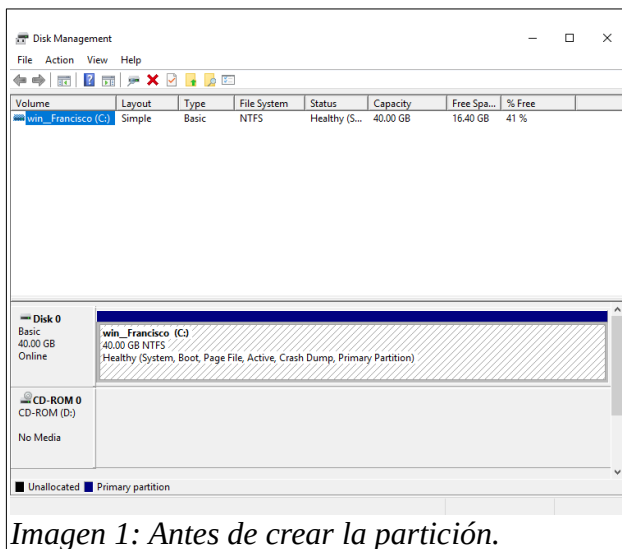 Disk Management
File Action View Help
Volume Layout Type File System Status Capacity Free Spa... % Free
win_Francisco (C:) Simple Basic NTFS Healthy (S... 40.00 GB 16.40 GB 41 %
Disk 0
Basic
40.00 GB
Online
win_Francisco (C:)
40.00 GB NTFS
Healthy (System, Boot, Page File, Active, Crash Dump, Primary Partition)
CD-ROM 0
CD-ROM (D:)
No Media
Unallocated Primary partition
Imagen 1: Antes de crear la partición.